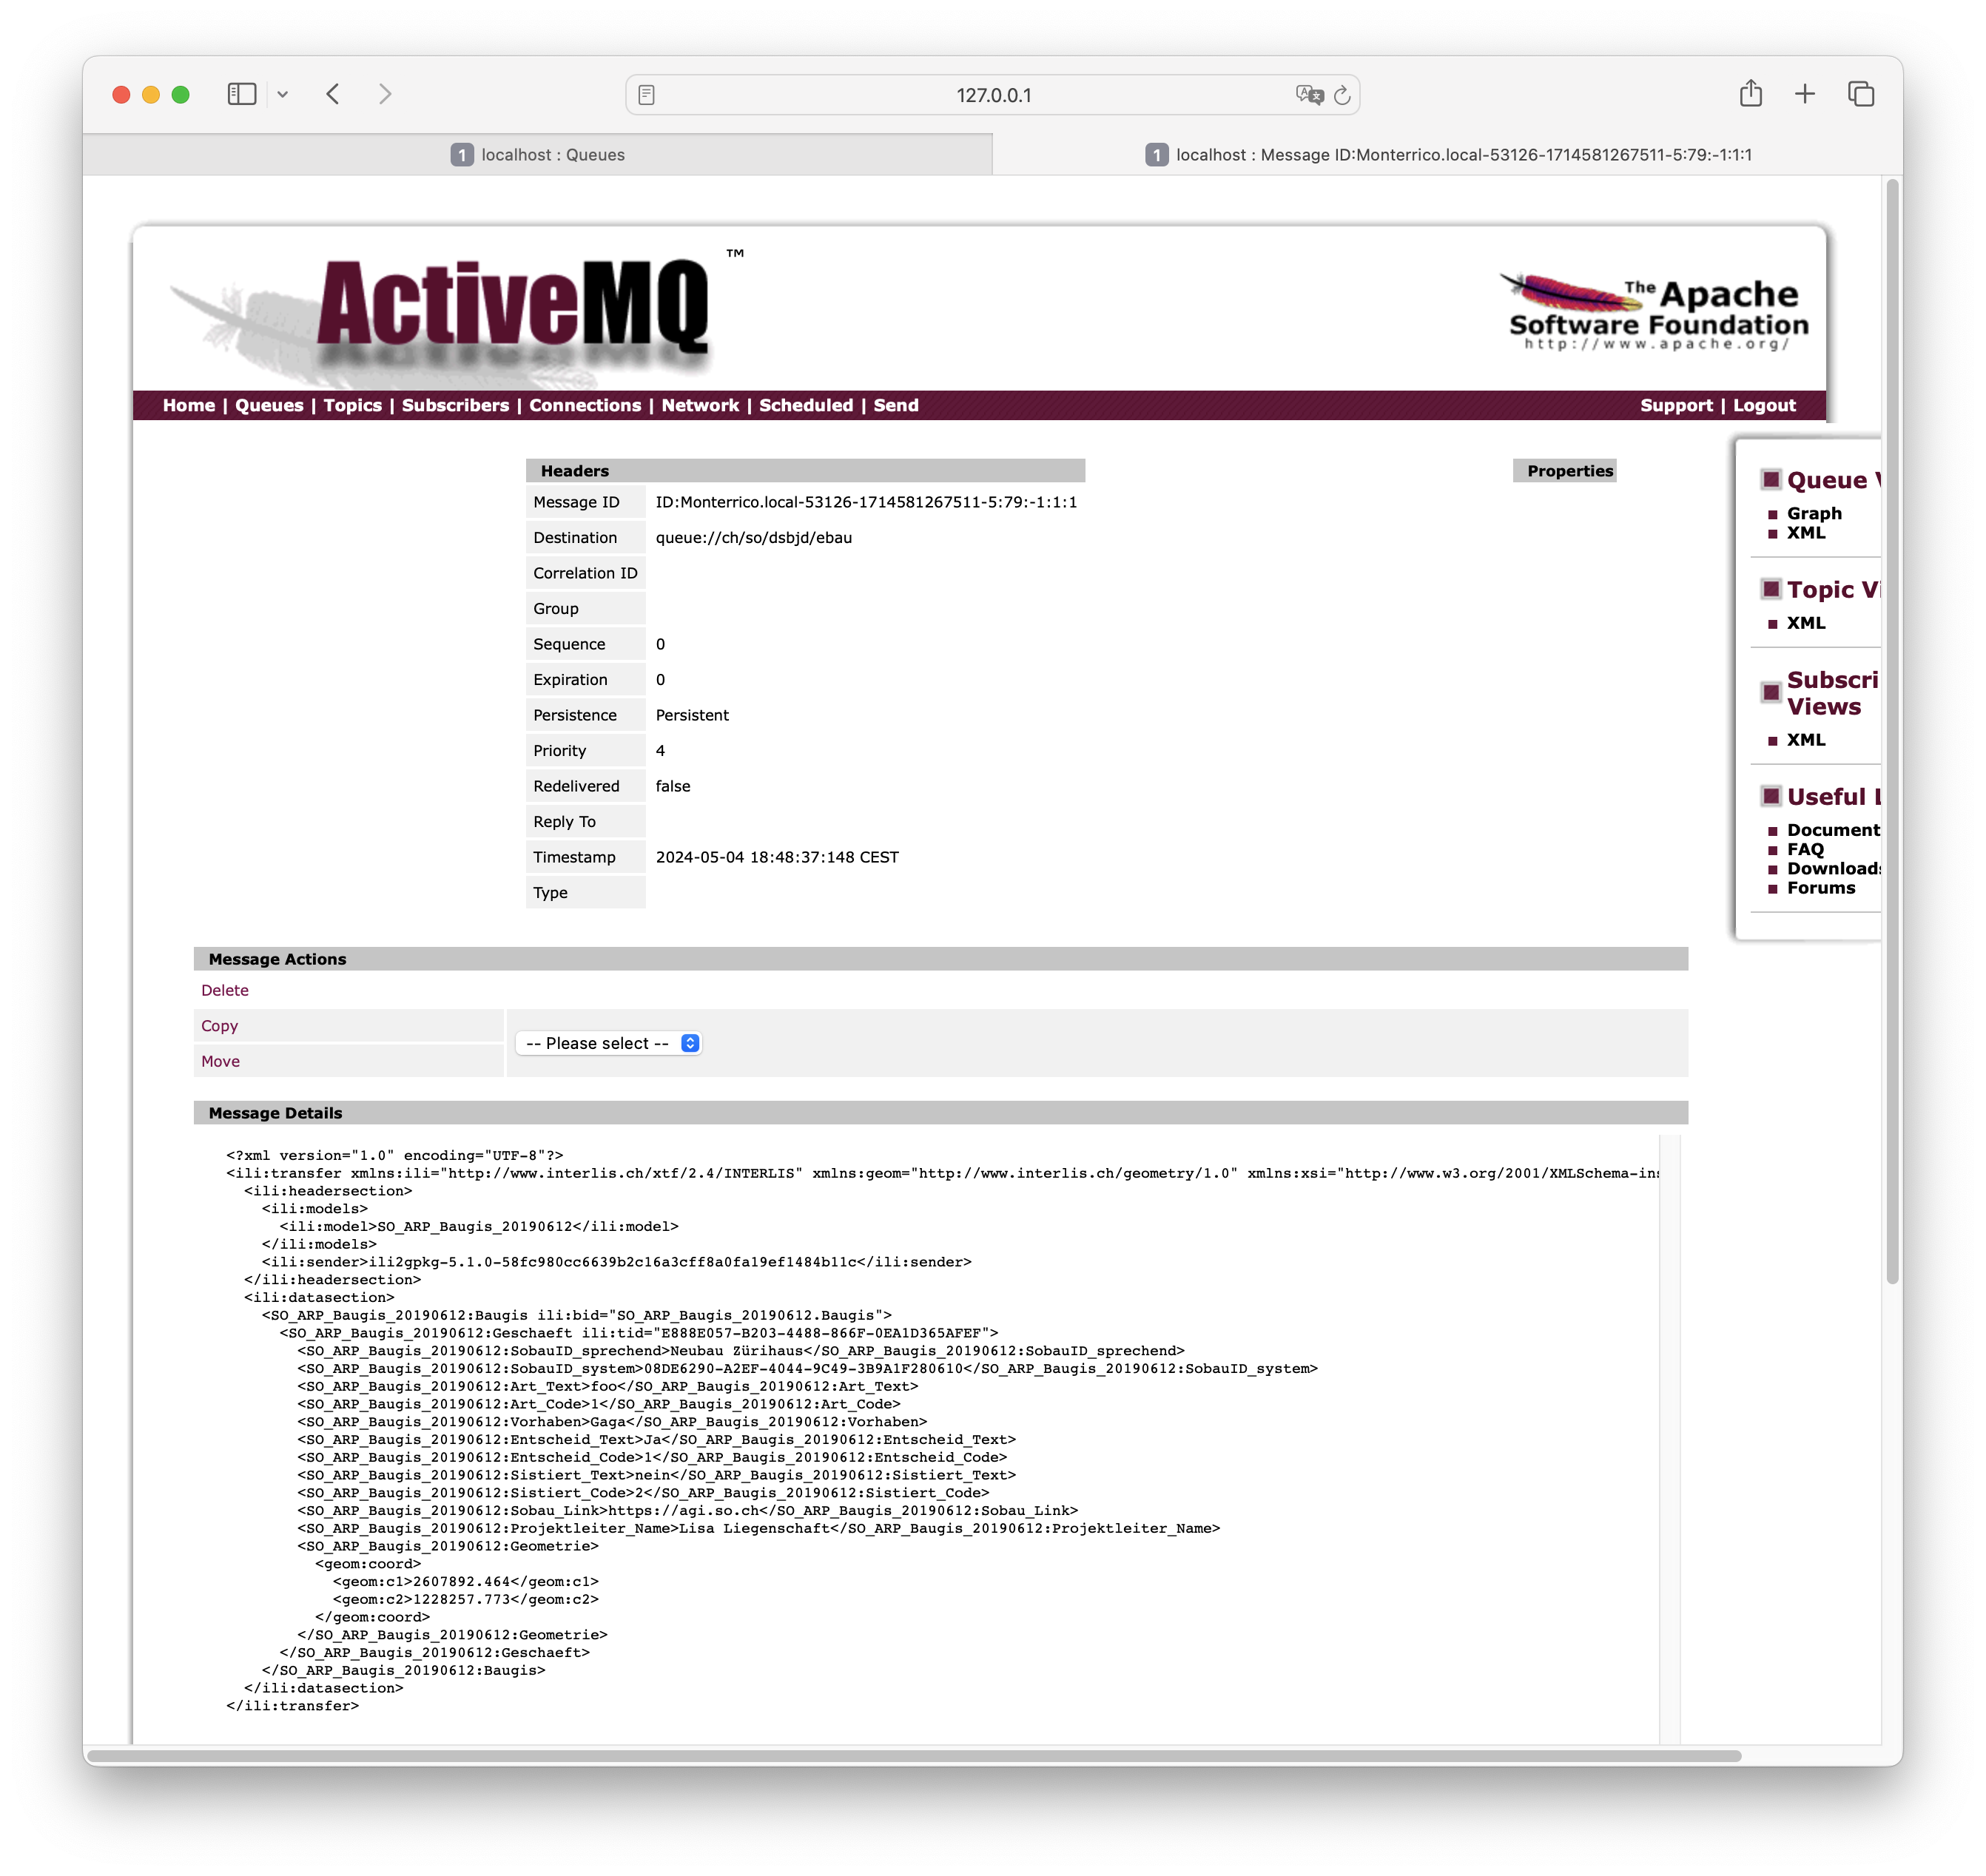 127.0.0.1
1 localhost : Queues
1 localhost : Message ID:Monterrico.local-53126-1714581267511-5:79:-1:1:1
ActiveMQ ™
The Apache
Software Foundation
http://www.apache.org/
Home | Queues | Topics | Subscribers | Connections | Network | Scheduled | Send
Support | Logout
Headers
Message ID ID:Monterrico.local-53126-1714581267511-5:79:-1:1:1
Destination queue://ch/so/dsbjd/ebau
Correlation ID
Group
Sequence 0
Expiration 0
Persistence Persistent
Priority 4
Redelivered false
Reply To
Timestamp 2024-05-04 18:48:37:148 CEST
Type
Properties
Queue V
Graph
XML
Topic Vi
XML
Subscri
Views
XML
Useful L
Document
FAQ
Downloads
Forums
Message Actions
Delete
Copy
Move
-- Please select --
Message Details
<?xml version="1.0" encoding="UTF-8"?>
<ili:transfer xmlns:ili="http://www.interlis.ch/xtf/2.4/INTERLIS" xmlns:geom="http://www.interlis.ch/geometry/1.0" xmlns:xsi="http://www.w3.org/2001/XMLSchema-ins
<ili:headersection>
<ili:models>
<ili:model>SO_ARP_Baugis_20190612</ili:model>
</ili:models>
<ili:sender>ili2gpkg-5.1.0-58fc980cc6639b2c16a3cff8a0fa19ef1484b11c</ili:sender>
</ili:headersection>
<ili:datasection>
<SO_ARP_Baugis_20190612:Baugis ili:bid="SO_ARP_Baugis_20190612.Baugis">
<SO_ARP_Baugis_20190612:Geschaeft ili:tid="E888E057-B203-4488-866F-0EA1D365AFEF">
<SO_ARP_Baugis_20190612:SobauID_sprechend>Neubau Zürihaus</SO_ARP_Baugis_20190612:SobauID_sprechend>
<SO_ARP_Baugis_20190612:SobauID_system>08DE6290-A2EF-4044-9C49-3B9A1F280610</SO_ARP_Baugis_20190612:SobauID_system>
<SO_ARP_Baugis_20190612:Art_Text>foo</SO_ARP_Baugis_20190612:Art_Text>
<SO_ARP_Baugis_20190612:Art_Code>1</SO_ARP_Baugis_20190612:Art_Code>
<SO_ARP_Baugis_20190612:Vorhaben>Gaga</SO_ARP_Baugis_20190612:Vorhaben>
<SO_ARP_Baugis_20190612:Entscheid_Text>Ja</SO_ARP_Baugis_20190612:Entscheid_Text>
<SO_ARP_Baugis_20190612:Entscheid_Code>1</SO_ARP_Baugis_20190612:Entscheid_Code>
<SO_ARP_Baugis_20190612:Sistiert_Text>nein</SO_ARP_Baugis_20190612:Sistiert_Text>
<SO_ARP_Baugis_20190612:Sistiert_Code>2</SO_ARP_Baugis_20190612:Sistiert_Code>
<SO_ARP_Baugis_20190612:Sobau_Link>https://agi.so.ch</SO_ARP_Baugis_20190612:Sobau_Link>
<SO_ARP_Baugis_20190612:Projektleiter_Name>Lisa Liegenschaft</SO_ARP_Baugis_20190612:Projektleiter_Name>
<SO_ARP_Baugis_20190612:Geometrie>
<geom:coord>
<geom:c1>2607892.464</geom:c1>
<geom:c2>1228257.773</geom:c2>
</geom:coord>
</SO_ARP_Baugis_20190612:Geometrie>
</SO_ARP_Baugis_20190612:Geschaeft>
</SO_ARP_Baugis_20190612:Baugis>
</ili:datasection>
</ili:transfer>